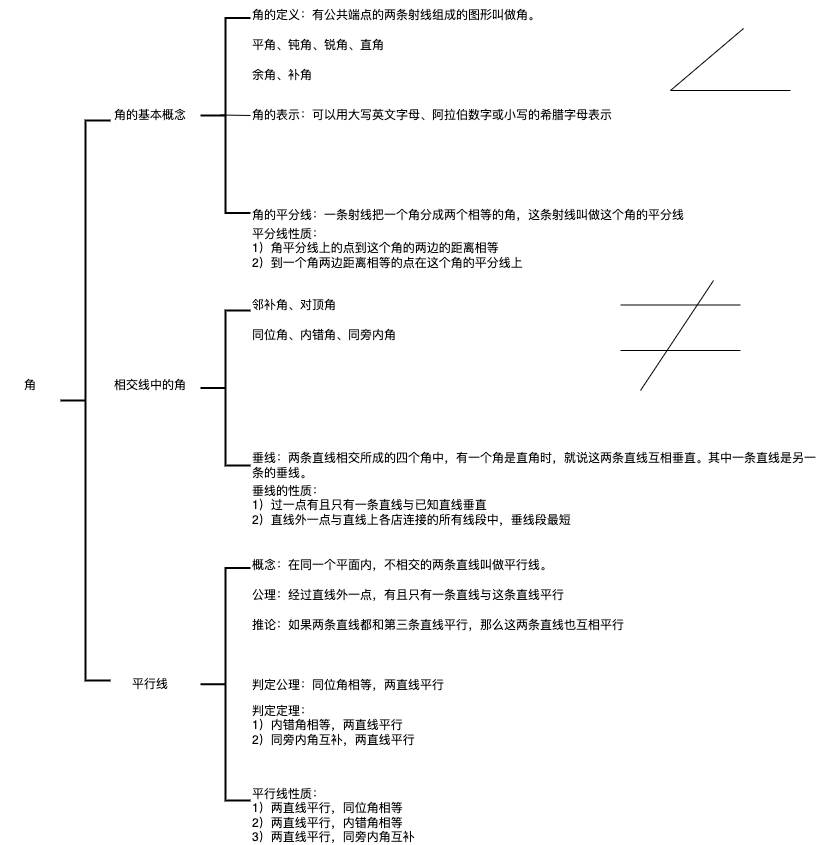 角的定义：有公共端点的两条射线组成的图形叫做角。
平角、钝角、锐角、直角
余角、补角
角的基本概念
角的表示：可以用大写英文字母、阿拉伯数字或小写的希腊字母表示
角的平分线：一条射线把一个角分成两个相等的角，这条射线叫做这个角的平分线
平分线性质：
1）角平分线上的点到这个角的两边的距离相等
2）到一个角两边距离相等的点在这个角的平分线上
邻补角、对顶角
同位角、内错角、同旁内角
角
相交线中的角
垂线：两条直线相交所成的四个角中，有一个角是直角时，就说这两条直线互相垂直。其中一条直线是另一
条的垂线。
垂线的性质：
1）过一点有且只有一条直线与已知直线垂直
2）直线外一点与直线上各店连接的所有线段中，垂线段最短
概念：在同一个平面内，不相交的两条直线叫做平行线。
公理：经过直线外一点，有且只有一条直线与这条直线平行
推论：如果两条直线都和第三条直线平行，那么这两条直线也互相平行
平行线
判定公理：同位角相等，两直线平行
判定定理：
1）内错角相等，两直线平行
2）同旁内角互补，两直线平行
平行线性质：
1）两直线平行，同位角相等
2）两直线平行，内错角相等
3）两直线平行，同旁内角互补